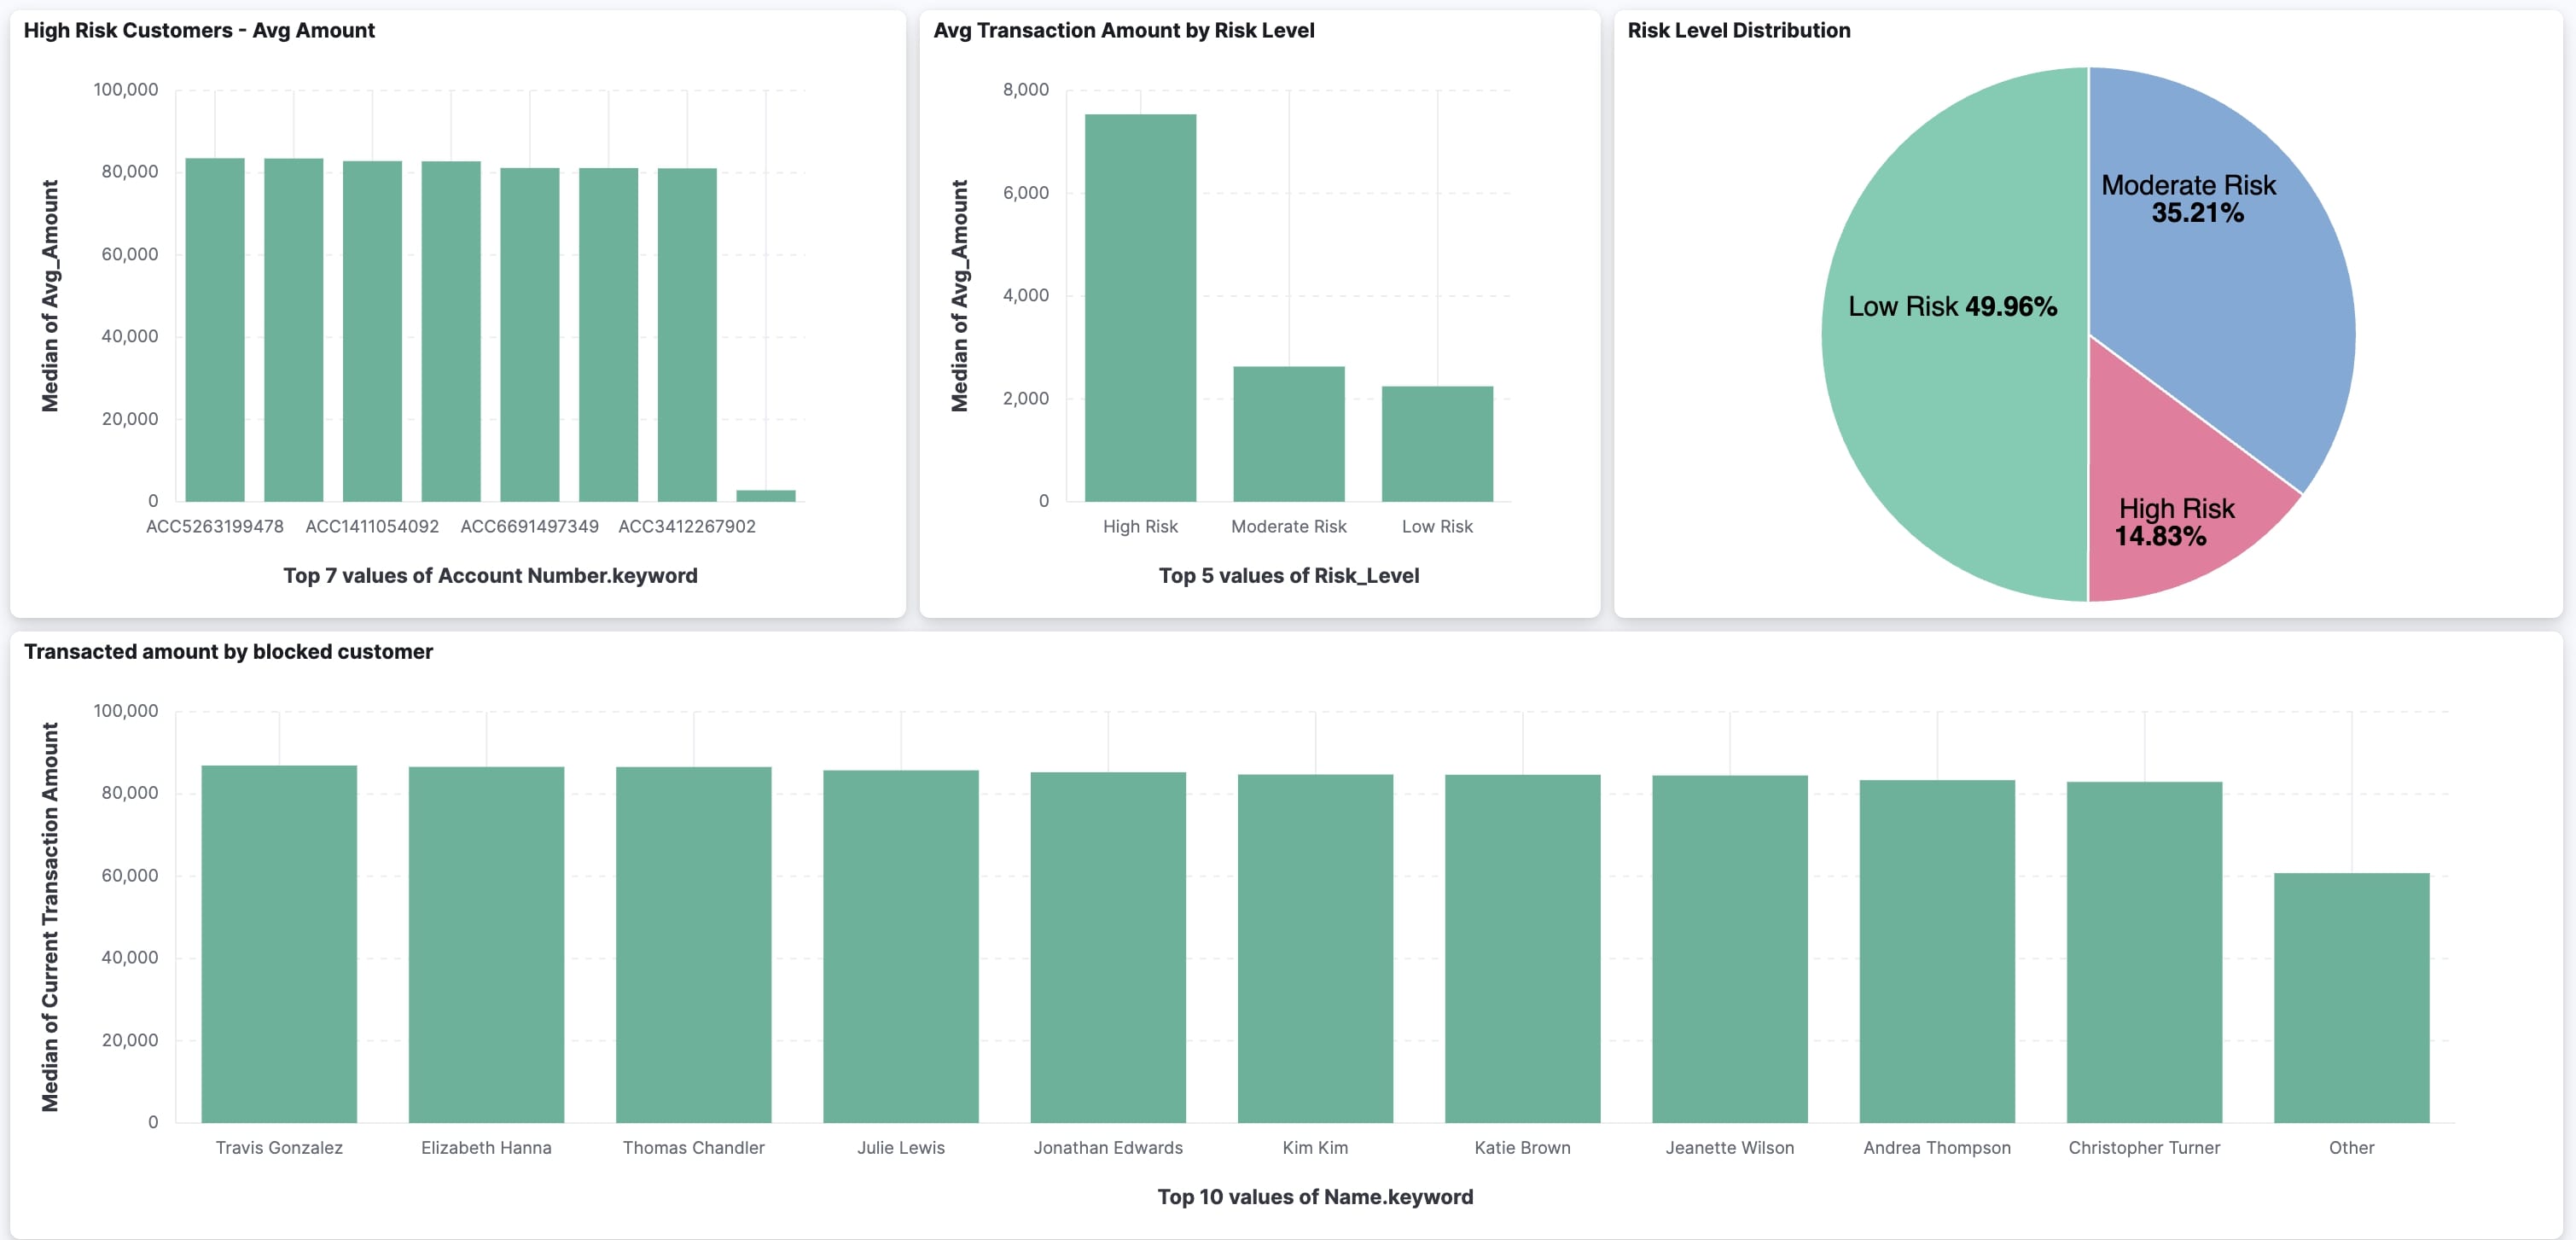 High Risk Customers - Avg Amount
Median of Avg_Amount
100,000
80,000
60,000
40,000
20,000
0
ACC5263199478
ACC1411054092
ACC6691497349
ACC3412267902
Top 7 values of Account Number.keyword
Avg Transaction Amount by Risk Level
Median of Avg_Amount
8,000
6,000
4,000
2,000
0
High Risk
Moderate Risk
Low Risk
Top 5 values of Risk_Level
Risk Level Distribution
Moderate Risk
35.21%
Low Risk 49.96%
High Risk
14.83%
Transacted amount by blocked customer
Median of Current Transaction Amount
100,000
80,000
60,000
40,000
20,000
0
Travis Gonzalez
Elizabeth Hanna
Thomas Chandler
Julie Lewis
Jonathan Edwards
Kim Kim
Katie Brown
Jeanette Wilson
Andrea Thompson
Christopher Turner
Other
Top 10 values of Name.keyword